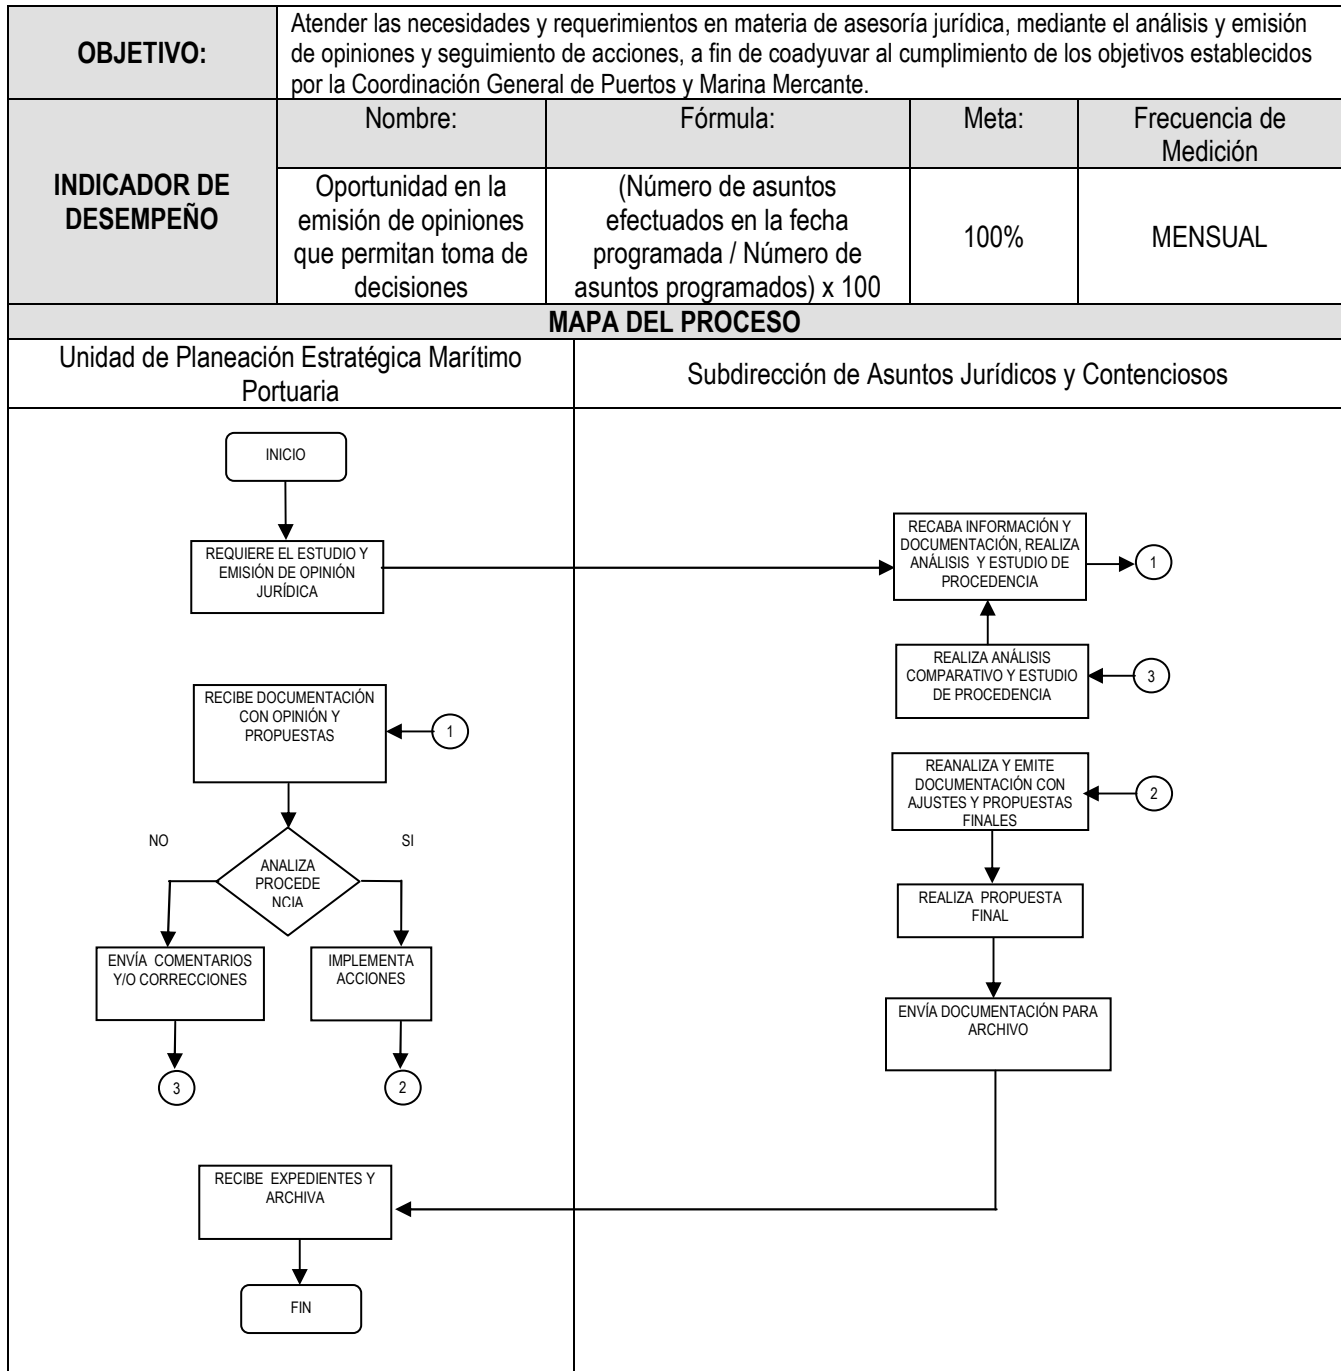 OBJETIVO:
Atender las necesidades y requerimientos en materia de asesoría jurídica, mediante el análisis y emisión
de opiniones y seguimiento de acciones, a fin de coadyuvar al cumplimiento de los objetivos establecidos
por la Coordinación General de Puertos y Marina Mercante.
INDICADOR DE
DESEMPEÑO
Nombre:
Fórmula:
Meta:
Frecuencia de
Medición
Oportunidad en la
emisión de opiniones
que permitan toma de
decisiones
(Número de asuntos
efectuados en la fecha
programada / Número de
asuntos programados) x 100
100%
MENSUAL
MAPA DEL PROCESO
Unidad de Planeación Estratégica Marítimo
Portuaria
Subdirección de Asuntos Jurídicos y Contenciosos
INICIO
REQUIERE EL ESTUDIO Y
EMISIÓN DE OPINIÓN
JURÍDICA
RECABA INFORMACIÓN Y
DOCUMENTACIÓN, REALIZA
ANÁLISIS Y ESTUDIO DE
PROCEDENCIA
1
REALIZA ANÁLISIS
COMPARATIVO Y ESTUDIO
DE PROCEDENCIA
3
RECIBE DOCUMENTACIÓN
CON OPINIÓN Y
PROPUESTAS
1
REANALIZA Y EMITE
DOCUMENTACIÓN CON
AJUSTES Y PROPUESTAS
FINALES
2
NO
SI
ANALIZA
PROCEDE
NCIA
REALIZA PROPUESTA
FINAL
ENVÍA COMENTARIOS
Y/O CORRECCIONES
IMPLEMENTA
ACCIONES
ENVÍA DOCUMENTACIÓN PARA
ARCHIVO
3
2
RECIBE EXPEDIENTES Y
ARCHIVA
FIN